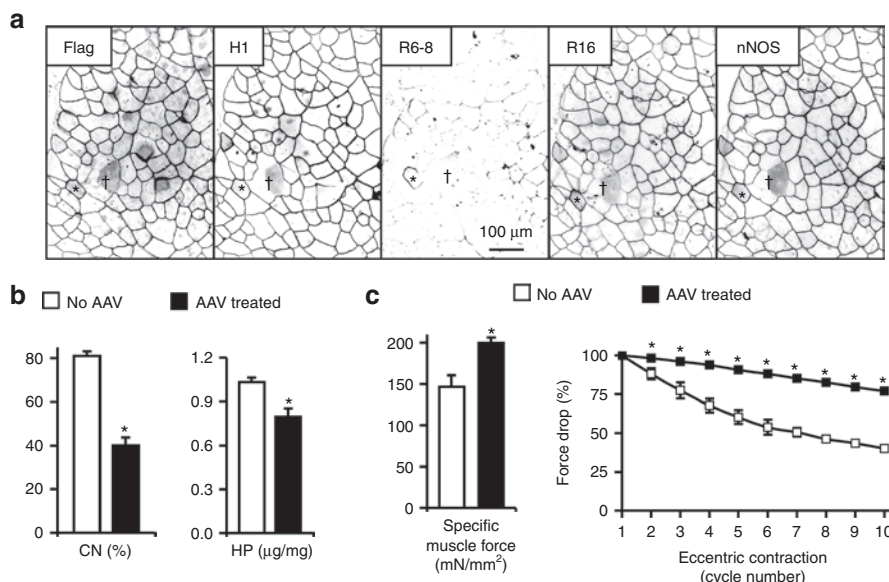 a
Flag
H1
R6-8
R16
nNOS
* †
* †
* †
* †
* †
100 μm
b
No AAV
AAV treated
80
60
40
20
0
*
CN (%)
1.2
0.9
0.6
0.3
0.0
*
HP (μg/mg)
c
No AAV
AAV treated
200
150
100
50
0
*
Specific
muscle force
(mN/mm²)
Force drop (%)
100
75
50
25
0
* * * * * * * * *
1 2 3 4 5 6 7 8 9 10
Eccentric contraction
(cycle number)